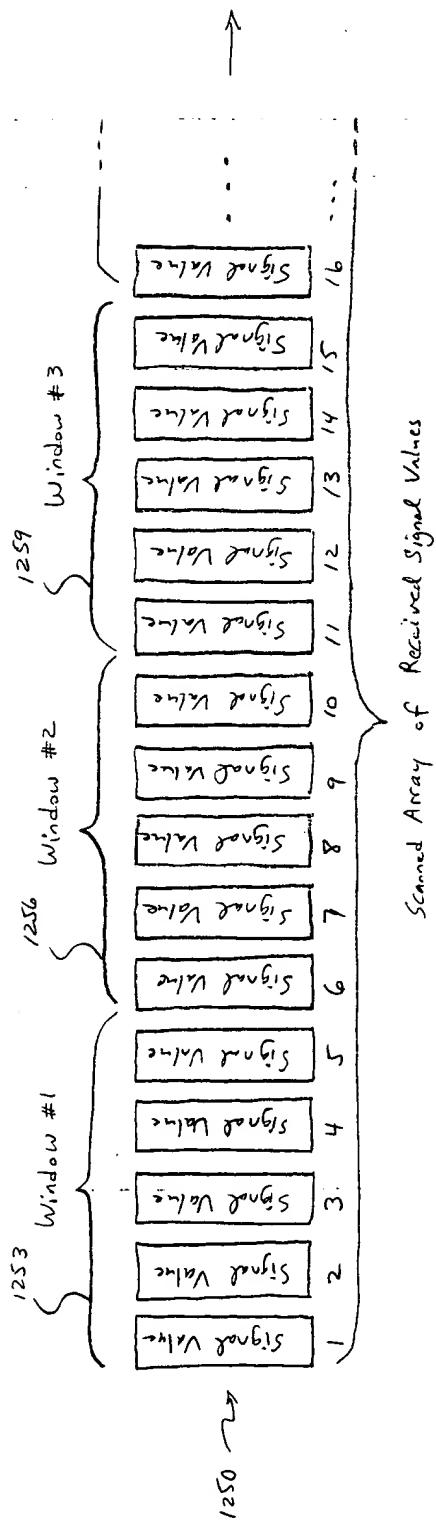 1253 1256 1259
Window #1 Window #2 Window #3
Signal Value Signal Value Signal Value Signal Value Signal Value Signal Value Signal Value Signal Value Signal Value Signal Value Signal Value Signal Value Signal Value Signal Value Signal Value Signal Value ...
1250
1 2 3 4 5 6 7 8 9 10 11 12 13 14 15 16 ...
Scanned Array of Received Signal Values